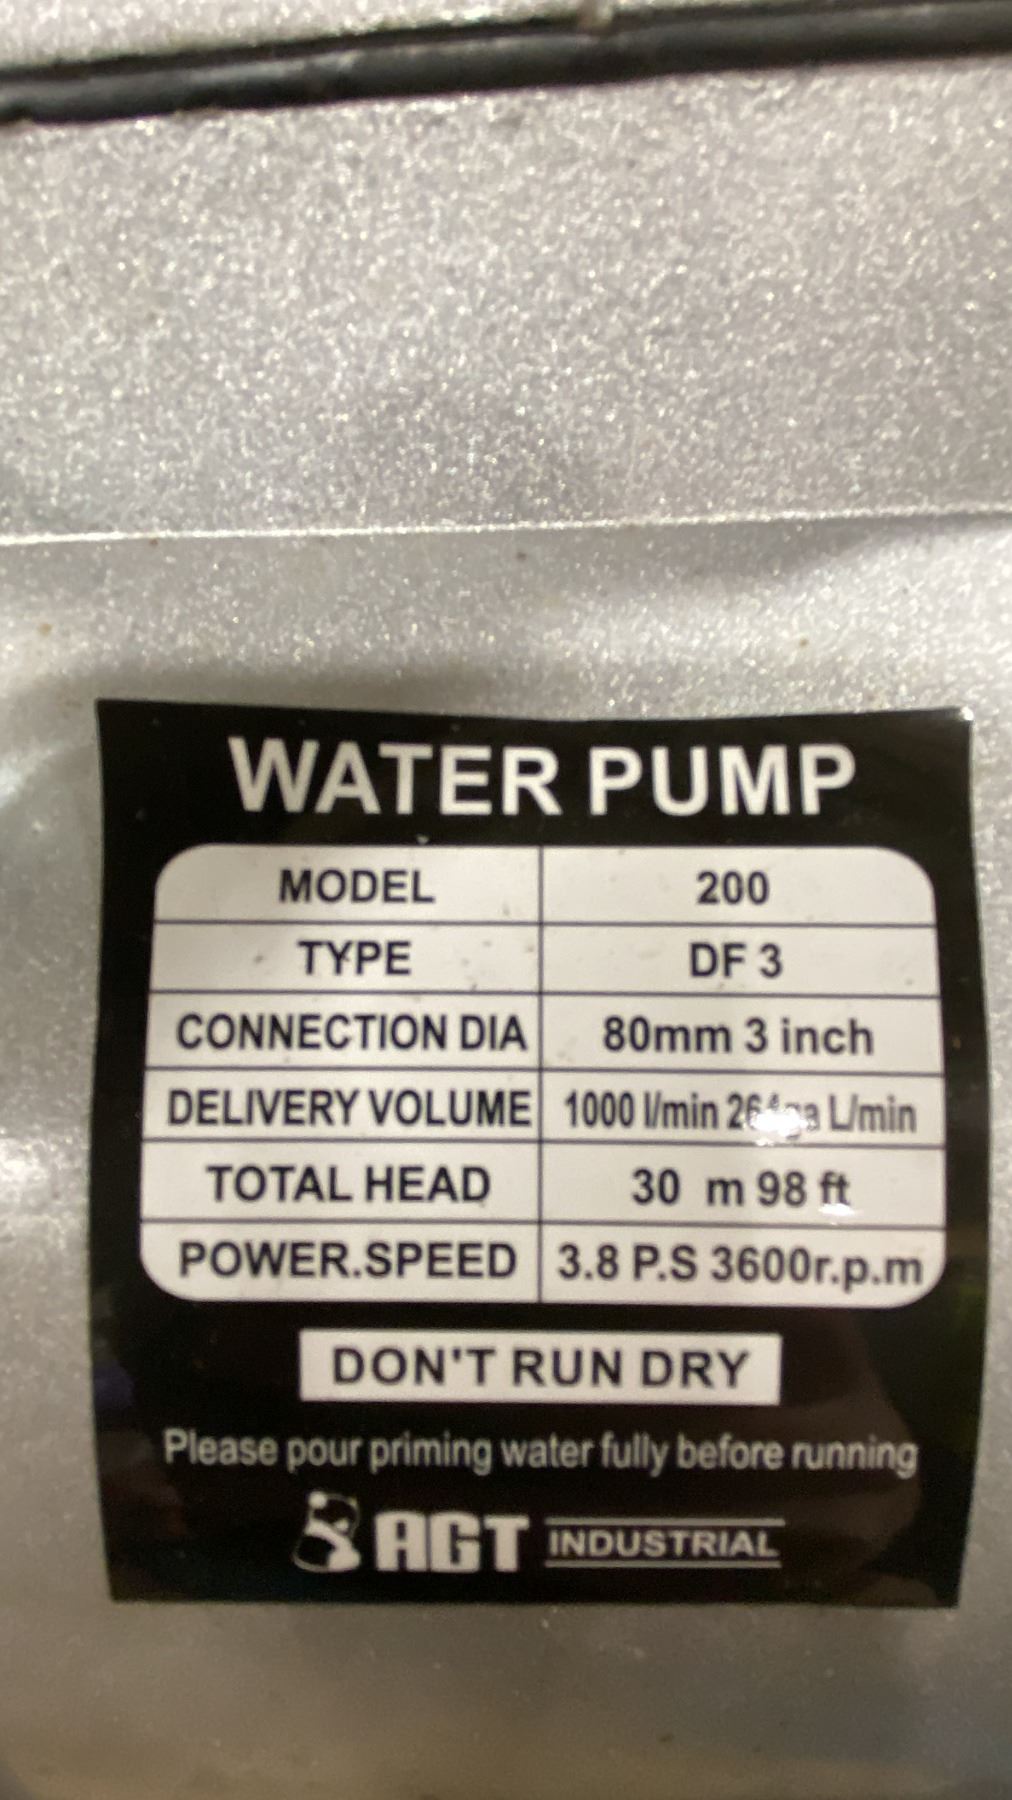 WATER PUMP
MODEL 200
TYPE DF 3
CONNECTION DIA 80mm 3 inch
DELIVERY VOLUME 1000 l/min 264ga L/min
TOTAL HEAD 30 m 98 ft
POWER.SPEED 3.8 P.S 3600r.p.m
DON'T RUN DRY
Please pour priming water fully before running
AGT INDUSTRIAL